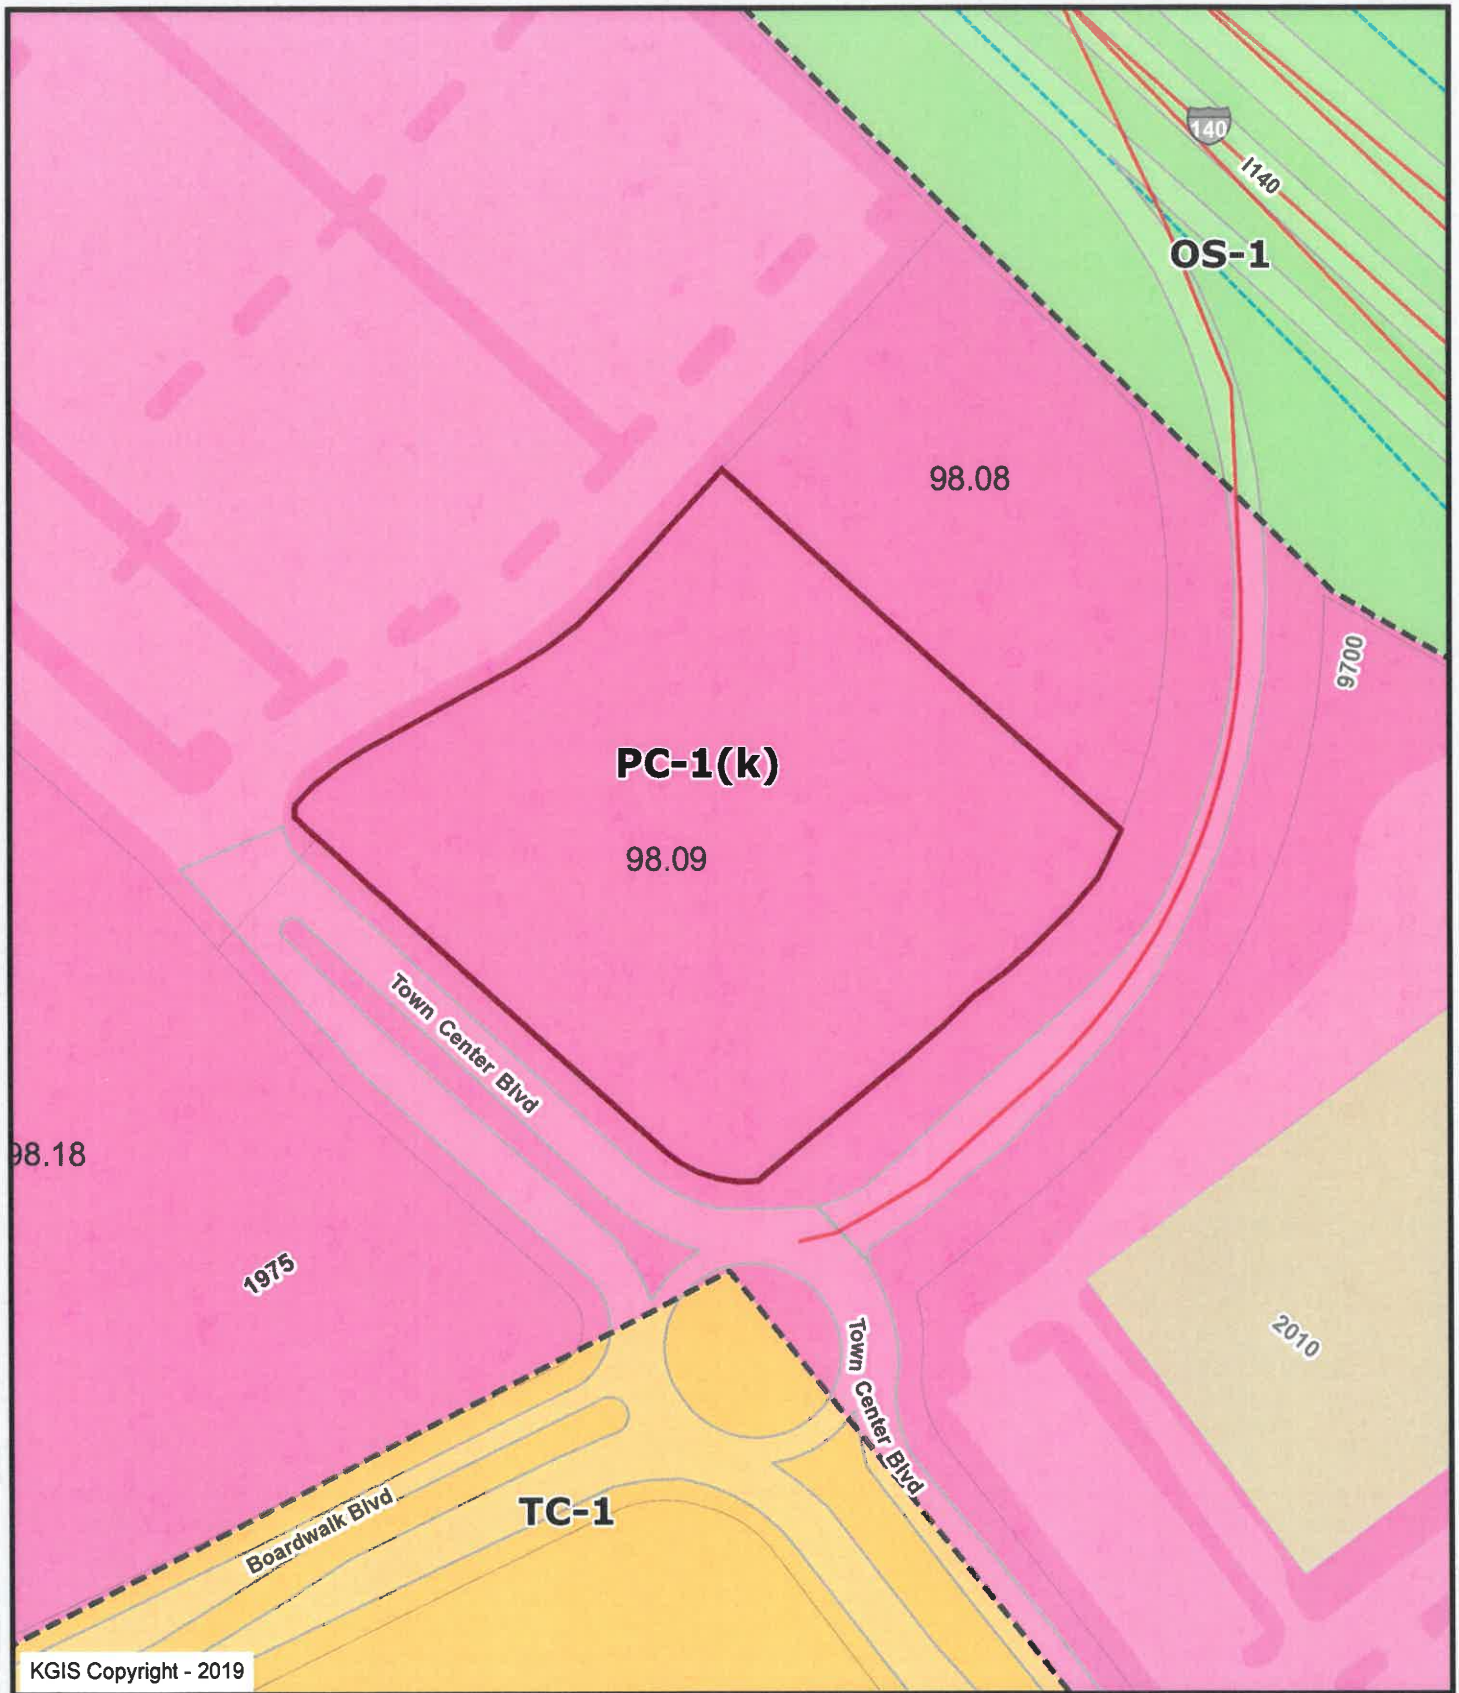 140
I140
OS-1
98.08
9700
PC-1(k)
98.09
Town Center Blvd
98.18
1975
Town Center Blvd
2010
Boardwalk Blvd
TC-1
KGIS Copyright - 2019